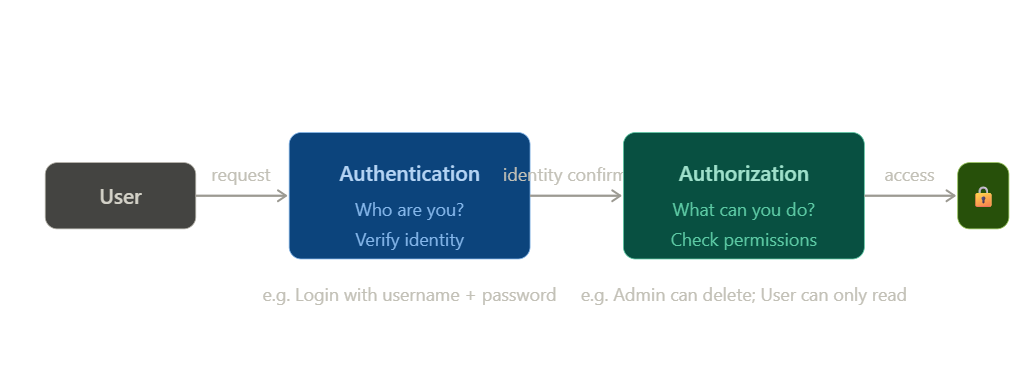 User
request
Authentication
Who are you?
Verify identity
identity confirm
Authorization
What can you do?
Check permissions
access
e.g. Login with username + password
e.g. Admin can delete; User can only read